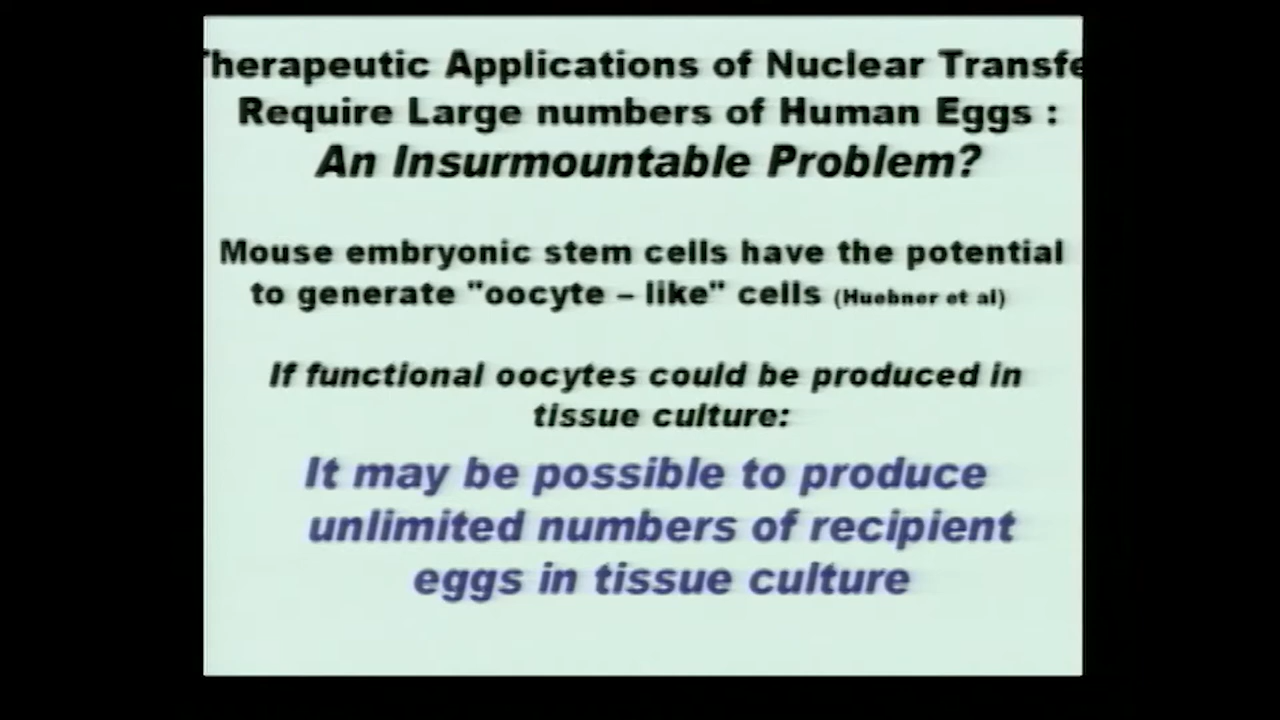 Therapeutic Applications of Nuclear Transfe
Require Large numbers of Human Eggs :
An Insurmountable Problem?
Mouse embryonic stem cells have the potential
to generate "oocyte – like" cells (Huebner et al)
If functional oocytes could be produced in
tissue culture:
It may be possible to produce
unlimited numbers of recipient
eggs in tissue culture